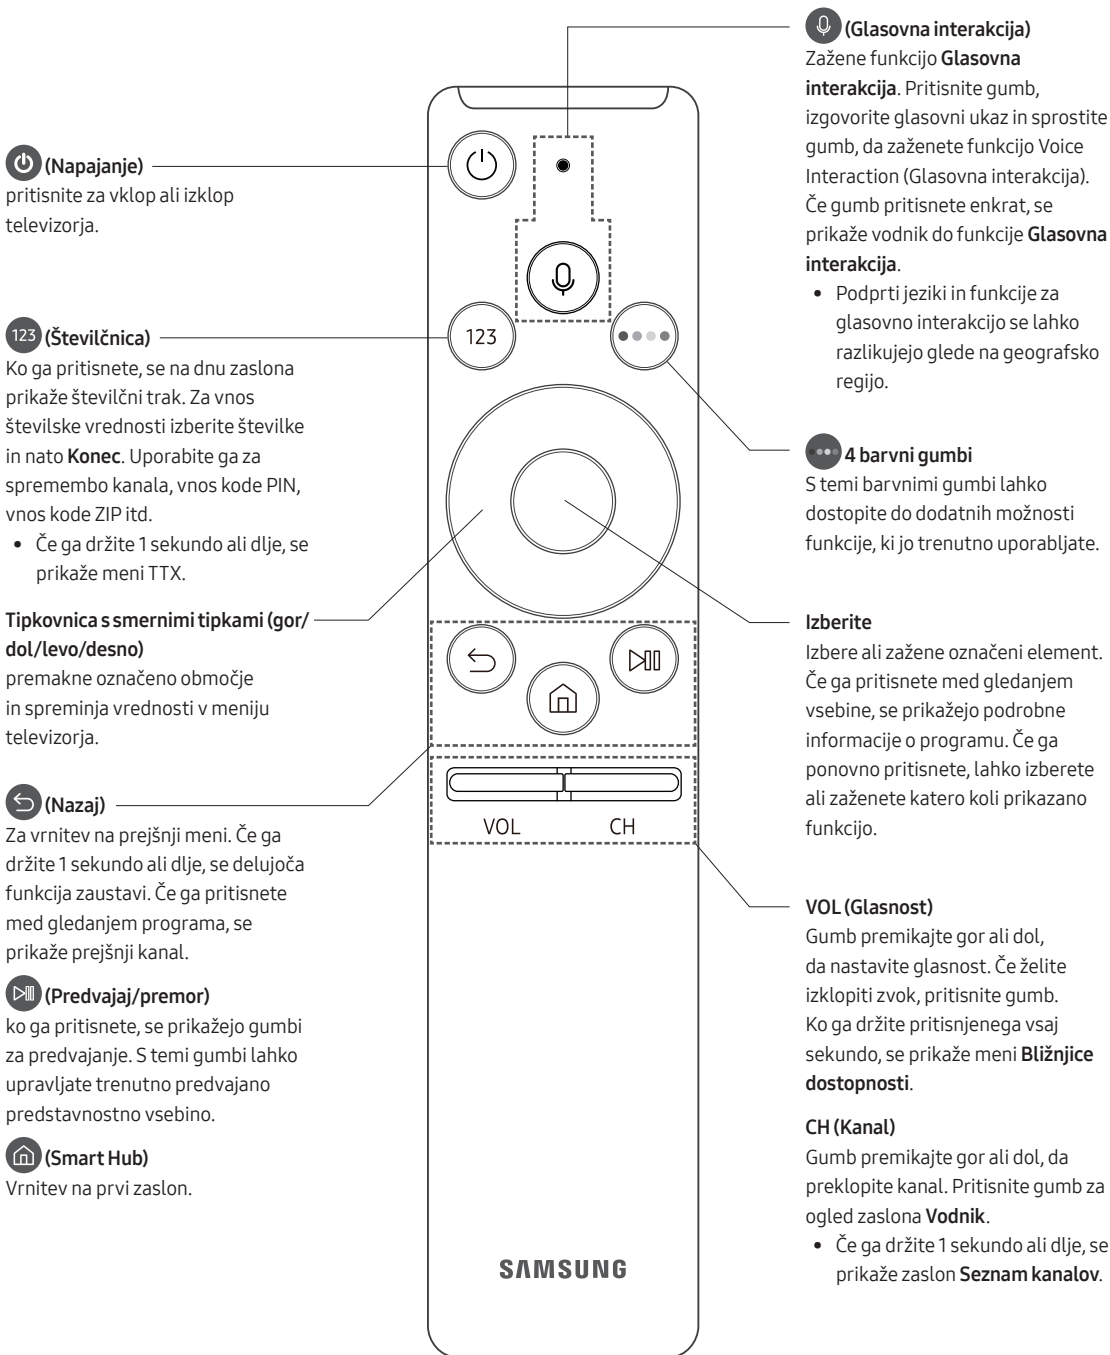 (Napajanje)
pritisnite za vklop ali izklop
televizorja.
123 (Številčnica)
Ko ga pritisnete, se na dnu zaslona
prikaže številčni trak. Za vnos
številske vrednosti izberite številke
in nato Konec. Uporabite ga za
spremembo kanala, vnos kode PIN,
vnos kode ZIP itd.
• Če ga držite 1 sekundo ali dlje, se
prikaže meni TTX.
Tipkovnica s smernimi tipkami (gor/
dol/levo/desno)
premakne označeno območje
in spreminja vrednosti v meniju
televizorja.
(Nazaj)
Za vrnitev na prejšnji meni. Če ga
držite 1 sekundo ali dlje, se delujoča
funkcija zaustavi. Če ga pritisnete
med gledanjem programa, se
prikaže prejšnji kanal.
(Predvajaj/premor)
ko ga pritisnete, se prikažejo gumbi
za predvajanje. S temi gumbi lahko
upravljate trenutno predvajano
predstavnostno vsebino.
(Smart Hub)
Vrnitev na prvi zaslon.
123
VOL CH
SAMSUNG
(Glasovna interakcija)
Zažene funkcijo Glasovna
interakcija. Pritisnite gumb,
izgovorite glasovni ukaz in sprostite
gumb, da zaženete funkcijo Voice
Interaction (Glasovna interakcija).
Če gumb pritisnete enkrat, se
prikaže vodnik do funkcije Glasovna
interakcija.
• Podprti jeziki in funkcije za
glasovno interakcijo se lahko
razlikujejo glede na geografsko
regijo.
4 barvni gumbi
S temi barvnimi gumbi lahko
dostopite do dodatnih možnosti
funkcije, ki jo trenutno uporabljate.
Izberite
Izbere ali zažene označeni element.
Če ga pritisnete med gledanjem
vsebine, se prikažejo podrobne
informacije o programu. Če ga
ponovno pritisnete, lahko izberete
ali zaženete katero koli prikazano
funkcijo.
VOL (Glasnost)
Gumb premikajte gor ali dol,
da nastavite glasnost. Če želite
izklopiti zvok, pritisnite gumb.
Ko ga držite pritisnjenega vsaj
sekundo, se prikaže meni Bližnjice
dostopnosti.
CH (Kanal)
Gumb premikajte gor ali dol, da
preklopite kanal. Pritisnite gumb za
ogled zaslona Vodnik.
• Če ga držite 1 sekundo ali dlje, se
prikaže zaslon Seznam kanalov.